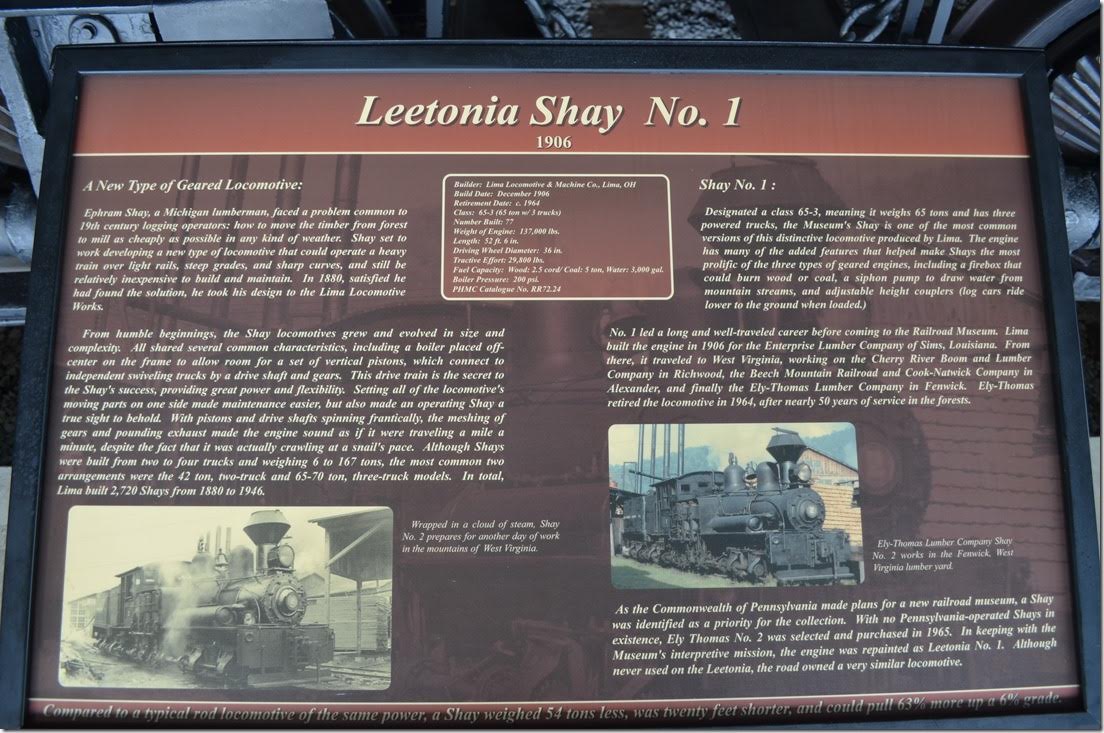 Leetonia Shay No. 1
1906
A New Type of Geared Locomotive:
Ephram Shay, a Michigan lumberman, faced a problem common to
19th century logging operators: how to move the timber from forest
to mill as cheaply as possible in any kind of weather. Shay set to
work developing a new type of locomotive that could operate a heavy
train over light rails, steep grades, and sharp curves, and still be
relatively inexpensive to build and maintain. In 1880, satisfied he
had found the solution, he took his design to the Lima Locomotive
Works.
From humble beginnings, the Shay locomotives grew and evolved in size and
complexity. All shared several common characteristics, including a boiler placed off-
center on the frame to allow room for a set of vertical pistons, which connect to
independent swiveling trucks by a drive shaft and gears. This drive train is the secret to
the Shay's success, providing great power and flexibility. Setting all of the locomotive's
moving parts on one side made maintenance easier, but also made an operating Shay a
true sight to behold. With pistons and drive shafts spinning frantically, the meshing of
gears and pounding exhaust made the engine sound as if it were traveling a mile a
minute, despite the fact that it was actually crawling at a snail's pace. Although Shays
were built from two to four trucks and weighing 6 to 167 tons, the most common two
arrangements were the 42 ton, two-truck and 65-70 ton, three-truck models. In total,
Lima built 2,720 Shays from 1880 to 1946.
Wrapped in a cloud of steam, Shay
No. 2 prepares for another day of work
in the mountains of West Virginia.
Builder: Lima Locomotive & Machine Co., Lima, OH
Build Date: December 1906
Retirement Date: c. 1964
Class: 65-3 (65 ton w/ 3 trucks)
Number Built: 77
Weight of Engine: 137,000 lbs.
Length: 52 ft. 6 in.
Driving Wheel Diameter: 36 in.
Tractive Effort: 29,800 lbs.
Fuel Capacity: Wood: 2.5 cord/ Coal: 5 ton, Water: 3,000 gal.
Boiler Pressure: 200 psi.
PHMC Catalogue No. RR72.24
Shay No. 1 :
Designated a class 65-3, meaning it weighs 65 tons and has three
powered trucks, the Museum's Shay is one of the most common
versions of this distinctive locomotive produced by Lima. The engine
has many of the added features that helped make Shays the most
prolific of the three types of geared engines, including a firebox that
could burn wood or coal, a siphon pump to draw water from
mountain streams, and adjustable height couplers (log cars ride
lower to the ground when loaded.)
No. 1 led a long and well-traveled career before coming to the Railroad Museum. Lima
built the engine in 1906 for the Enterprise Lumber Company of Sims, Louisiana. From
there, it traveled to West Virginia, working on the Cherry River Boom and Lumber
Company in Richwood, the Beech Mountain Railroad and Cook-Natwick Company in
Alexander, and finally the Ely-Thomas Lumber Company in Fenwick. Ely-Thomas
retired the locomotive in 1964, after nearly 50 years of service in the forests.
Ely-Thomas Lumber Company Shay
No. 2 works in the Fenwick, West
Virginia lumber yard.
As the Commonwealth of Pennsylvania made plans for a new railroad museum, a Shay
was identified as a priority for the collection. With no Pennsylvania-operated Shays in
existence, Ely Thomas No. 2 was selected and purchased in 1965. In keeping with the
Museum's interpretive mission, the engine was repainted as Leetonia No. 1. Although
never used on the Leetonia, the road owned a very similar locomotive.
Compared to a typical rod locomotive of the same power, a Shay weighed 54 tons less, was twenty feet shorter, and could pull 63% more up a 6% grade.